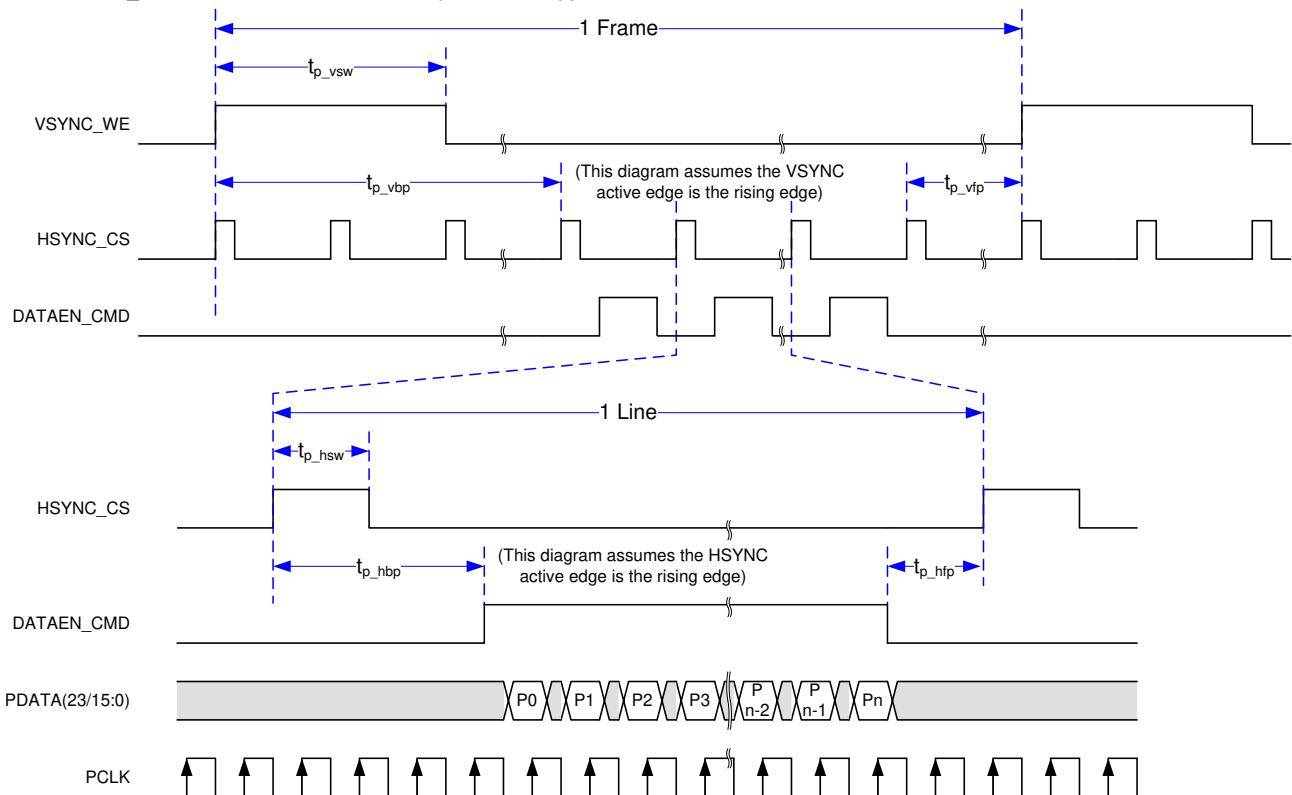 1 Frame
tp_vsw
VSYNC_WE
(This diagram assumes the VSYNC
active edge is the rising edge)
tp_vbp
tp_vfp
HSYNC_CS
DATAEN_CMD
1 Line
tp_hsw
HSYNC_CS
(This diagram assumes the HSYNC
active edge is the rising edge)
tp_hbp
tp_hfp
DATAEN_CMD
PDATA(23/15:0)
P0
P1
P2
P3
P
n-2
P
n-1
Pn
PCLK